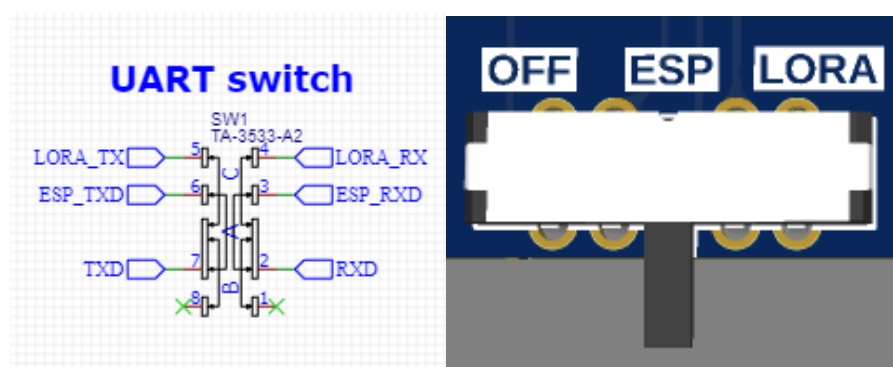 UART switch
SW1
TA-3533-A2
LORA_TX 5 4 LORA_RX
C
ESP_TXD 6 3 ESP_RXD
A
TXD 7 2 RXD
B
8 1
OFF ESP LORA